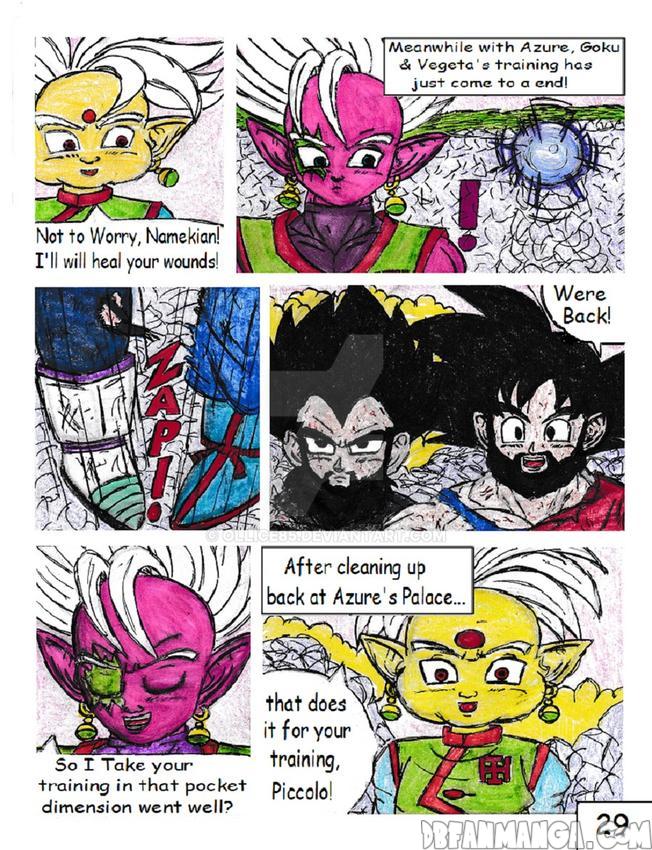 Not to Worry, Namekian!
I'll will heal your wounds!
Meanwhile with Azure, Goku
& Vegeta's training has
just come to a end!
!
ZAP!
Were
Back!
© OLLICE85.DEVIANTART.COM
So I Take your
training in that pocket
dimension went well?
After cleaning up
back at Azure's Palace...
that does
it for your
training,
Piccolo!
29
DBFANMANGA.COM